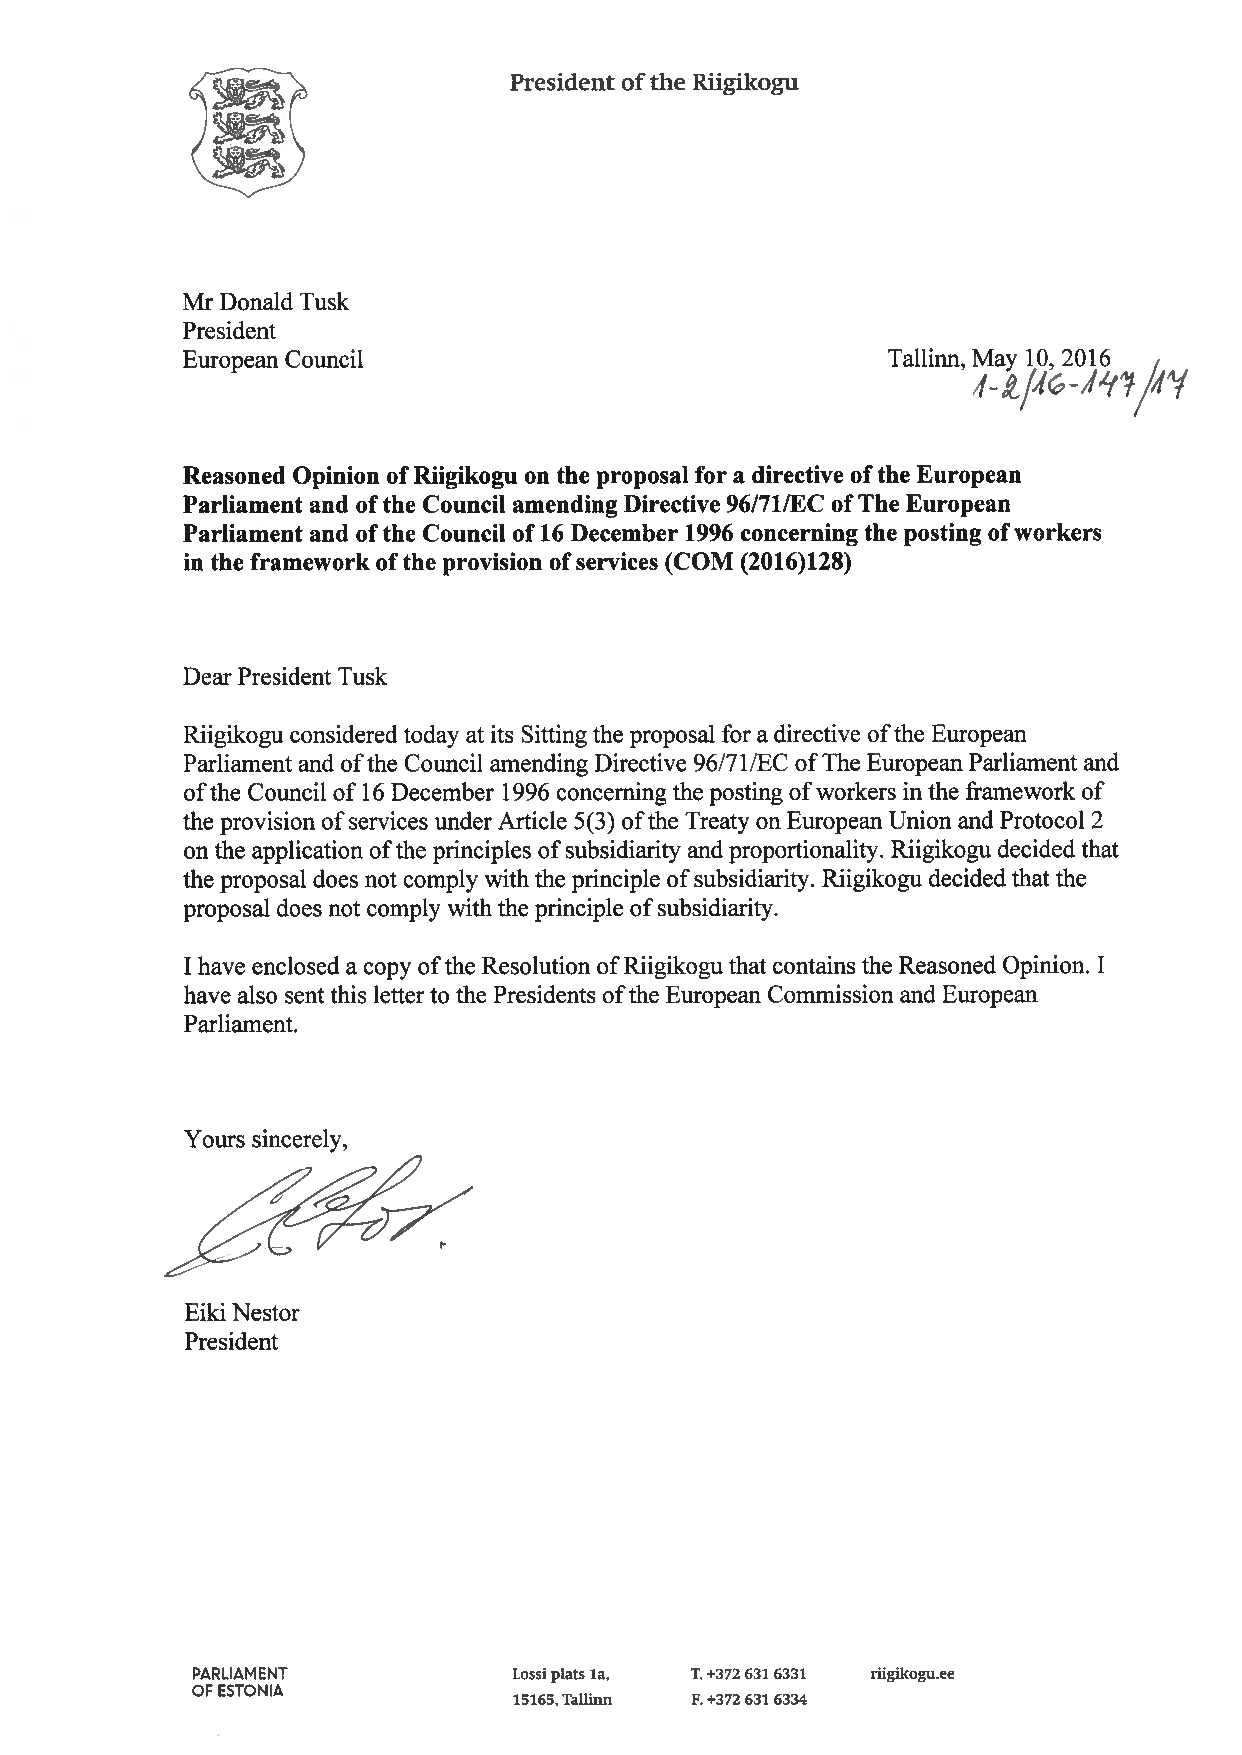 President of the Riigikogu
Mr Donald Tusk
President
European Council
Tallinn, May 10, 2016
1-2/16-147/17
Reasoned Opinion of Riigikogu on the proposal for a directive of the European
Parliament and of the Council amending Directive 96/71/EC of The European
Parliament and of the Council of 16 December 1996 concerning the posting of workers
in the framework of the provision of services (COM (2016)128)
Dear President Tusk
Riigikogu considered today at its Sitting the proposal for a directive of the European
Parliament and of the Council amending Directive 96/71/EC of The European Parliament and
of the Council of 16 December 1996 concerning the posting of workers in the framework of
the provision of services under Article 5(3) of the Treaty on European Union and Protocol 2
on the application of the principles of subsidiarity and proportionality. Riigikogu decided that
the proposal does not comply with the principle of subsidiarity. Riigikogu decided that the
proposal does not comply with the principle of subsidiarity.
I have enclosed a copy of the Resolution of Riigikogu that contains the Reasoned Opinion. I
have also sent this letter to the Presidents of the European Commission and European
Parliament.
Yours sincerely,
Eiki Nestor
President
PARLIAMENT
OF ESTONIA
Lossi plats 1a,
15165, Tallinn
T. +372 631 6331
F. +372 631 6334
riigikogu.ee